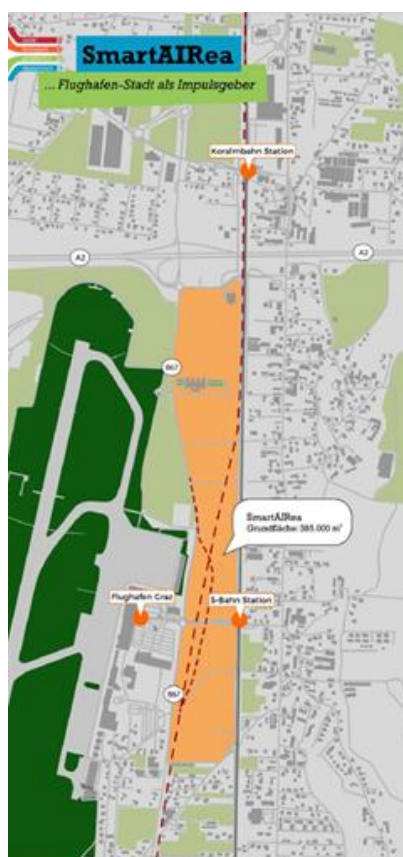 SmartAIRea
... Flughafen-Stadt als Impulsgeber
Koralmbahn Station
A2
A2
B67
SmartAIRea
Grundfläche: 385.000 m²
Flughafen Graz
S-Bahn Station
B67